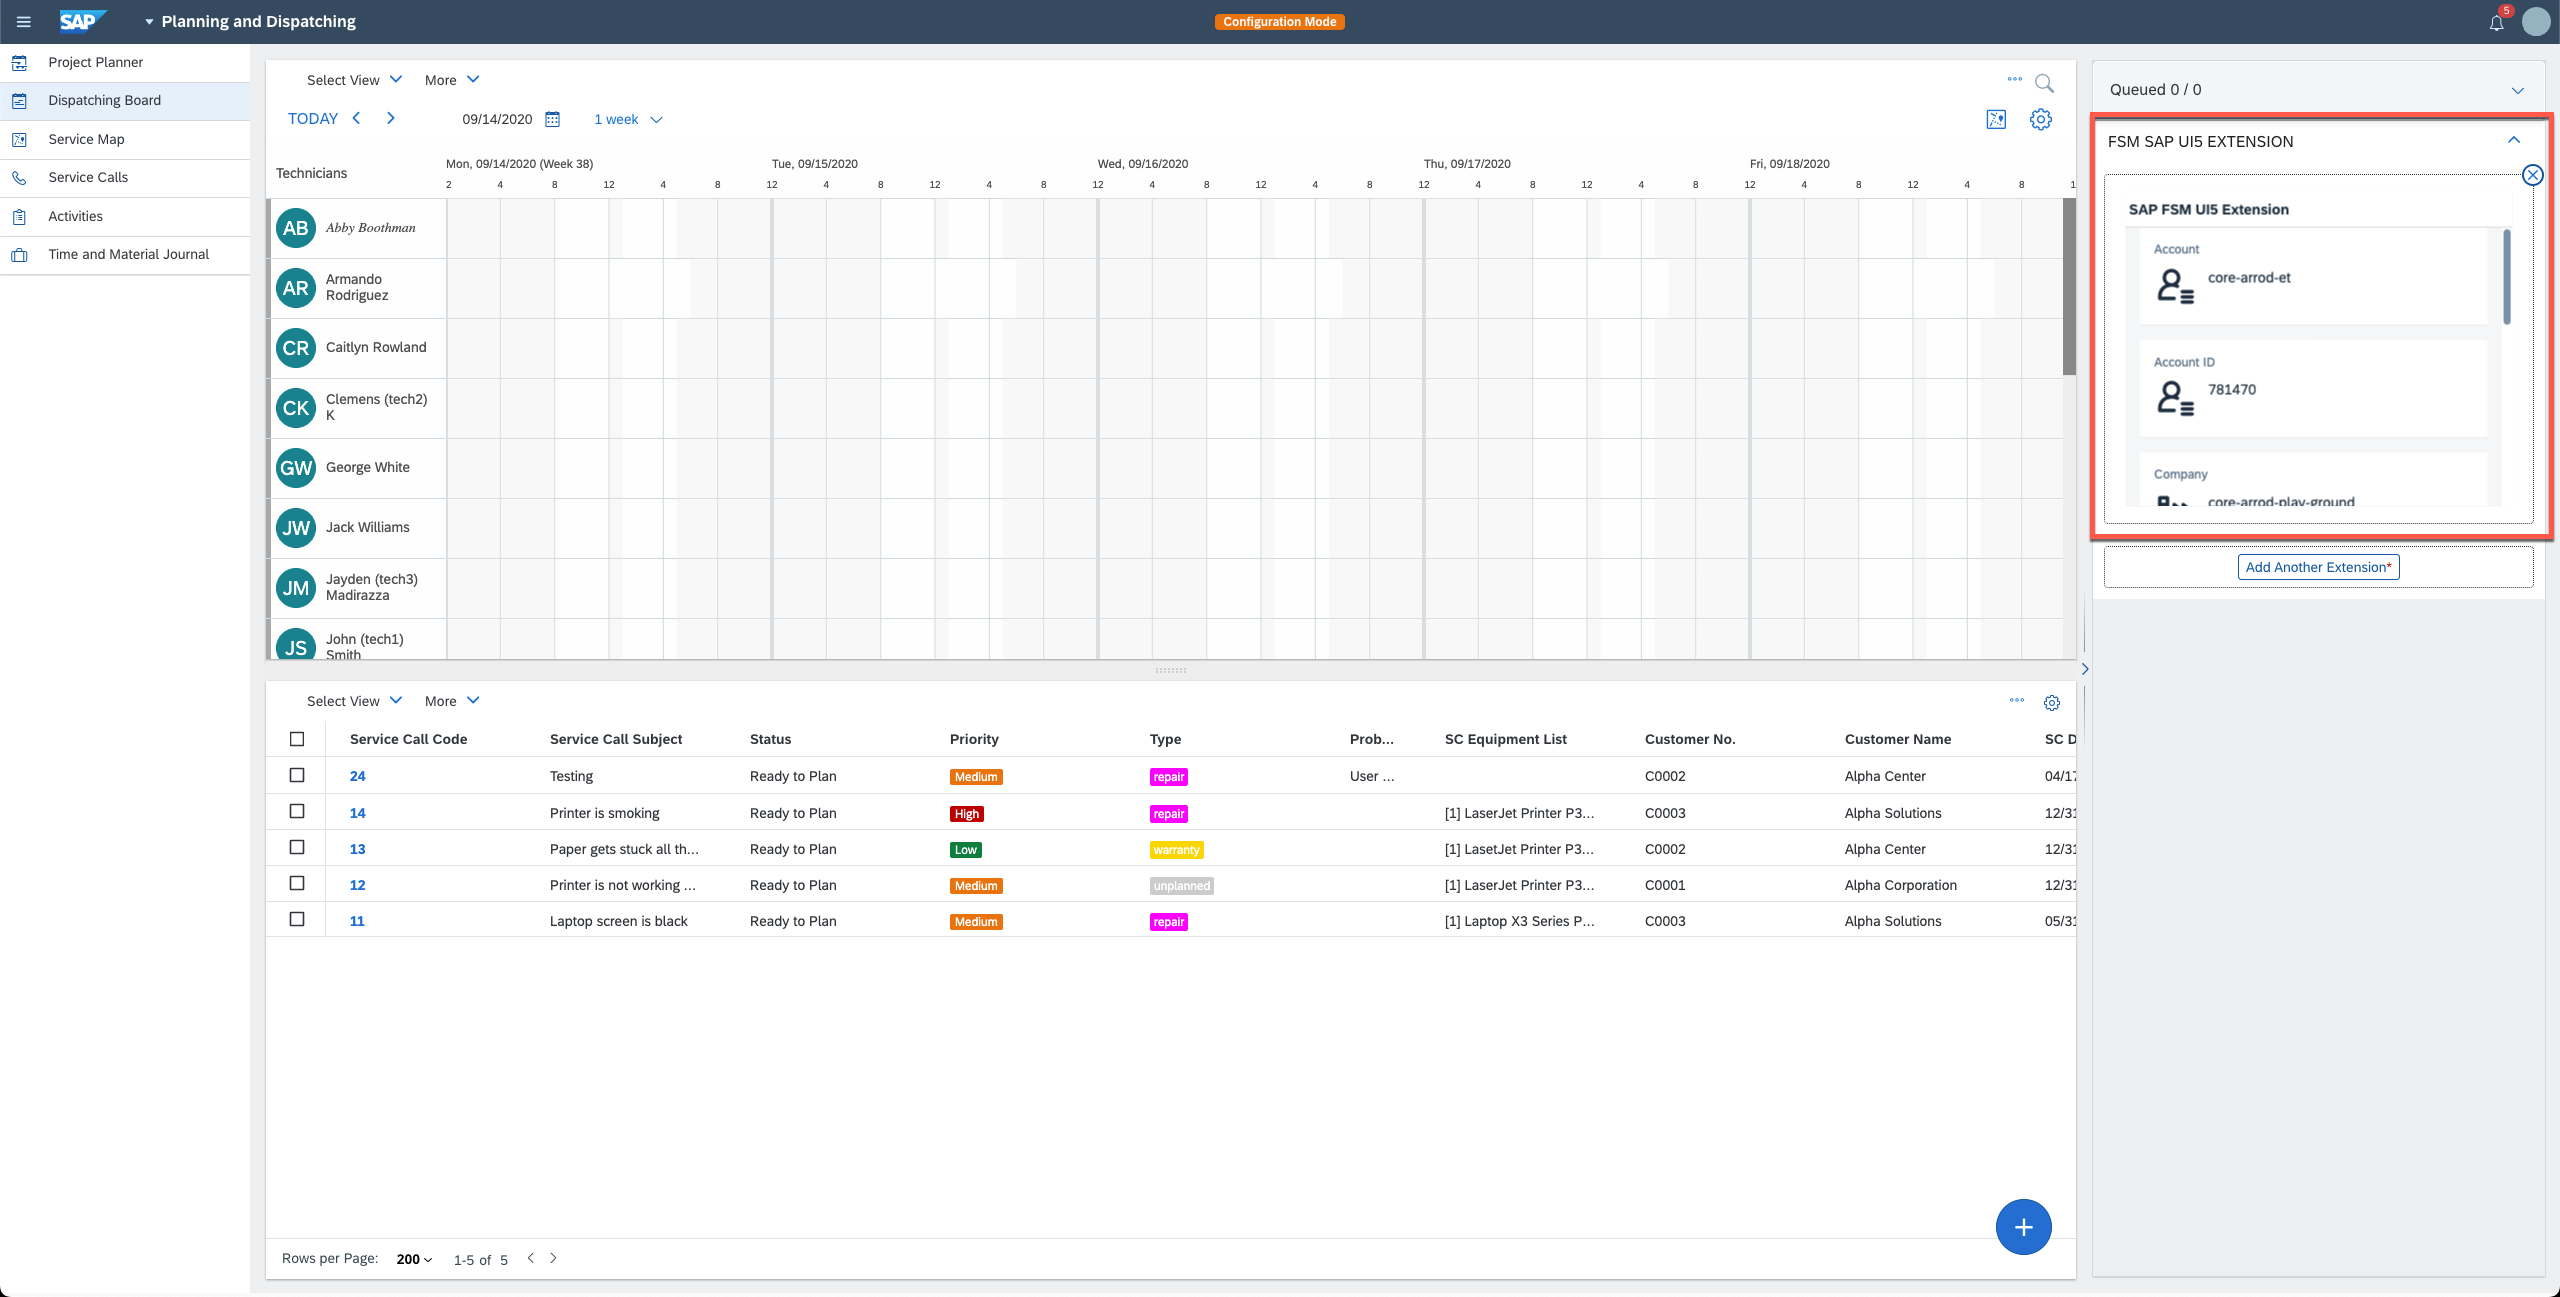 SAP
Planning and Dispatching
Configuration Mode
5
Project Planner
Dispatching Board
Service Map
Service Calls
Activities
Time and Material Journal
Select View
More
TODAY
09/14/2020
1 week
Technicians
Mon, 09/14/2020 (Week 38)
Tue, 09/15/2020
Wed, 09/16/2020
Thu, 09/17/2020
Fri, 09/18/2020
2 4 8 12 4 8 12 4 8 12 4 8 12 4 8 12 4 8 12 4 8 12 4 8 12 4 8 12 4 8 1
AB Abby Boothman
AR Armando
Rodriguez
CR Caitlyn Rowland
CK Clemens (tech2)
K
GW George White
JW Jack Williams
JM Jayden (tech3)
Madirazza
JS John (tech1)
Smith
Select View
More
Service Call Code Service Call Subject Status Priority Type Prob... SC Equipment List Customer No. Customer Name SC D
24 Testing Ready to Plan Medium repair User ... C0002 Alpha Center 04/17
14 Printer is smoking Ready to Plan High repair [1] LaserJet Printer P3... C0003 Alpha Solutions 12/31
13 Paper gets stuck all th... Ready to Plan Low warranty [1] LasetJet Printer P3... C0002 Alpha Center 12/31
12 Printer is not working ... Ready to Plan Medium unplanned [1] LaserJet Printer P3... C0001 Alpha Corporation 12/31
11 Laptop screen is black Ready to Plan Medium repair [1] Laptop X3 Series P... C0003 Alpha Solutions 05/31
Rows per Page: 200 1-5 of 5
Queued 0 / 0
FSM SAP UI5 EXTENSION
SAP FSM UI5 Extension
Account
core-arrod-et
Account ID
781470
Company
core-arrod-play-ground
Add Another Extension*